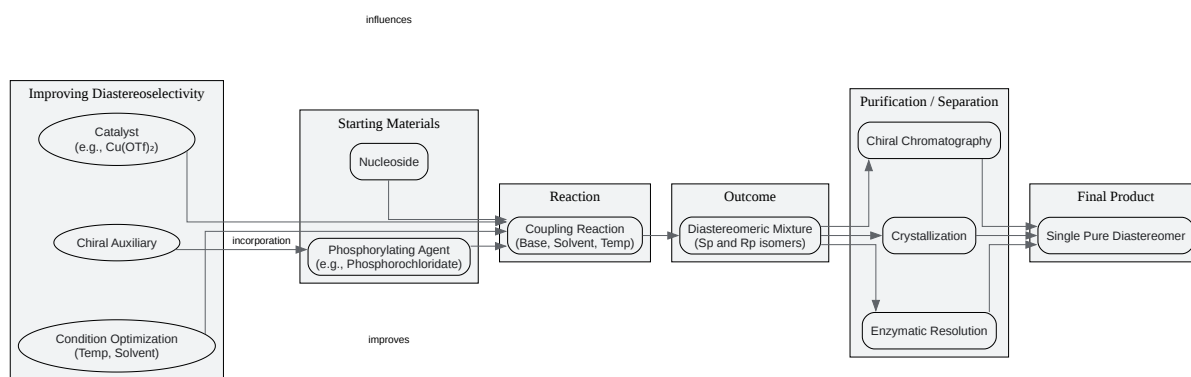 influences
Improving Diastereoselectivity
Catalyst
(e.g., Cu(OTf)₂)
Chiral Auxiliary
Condition Optimization
(Temp, Solvent)
incorporation
Starting Materials
Nucleoside
Phosphorylating Agent
(e.g., Phosphorochloridate)
improves
Reaction
Coupling Reaction
(Base, Solvent, Temp)
Outcome
Diastereomeric Mixture
(Sp and Rp isomers)
Purification / Separation
Chiral Chromatography
Crystallization
Enzymatic Resolution
Final Product
Single Pure Diastereomer